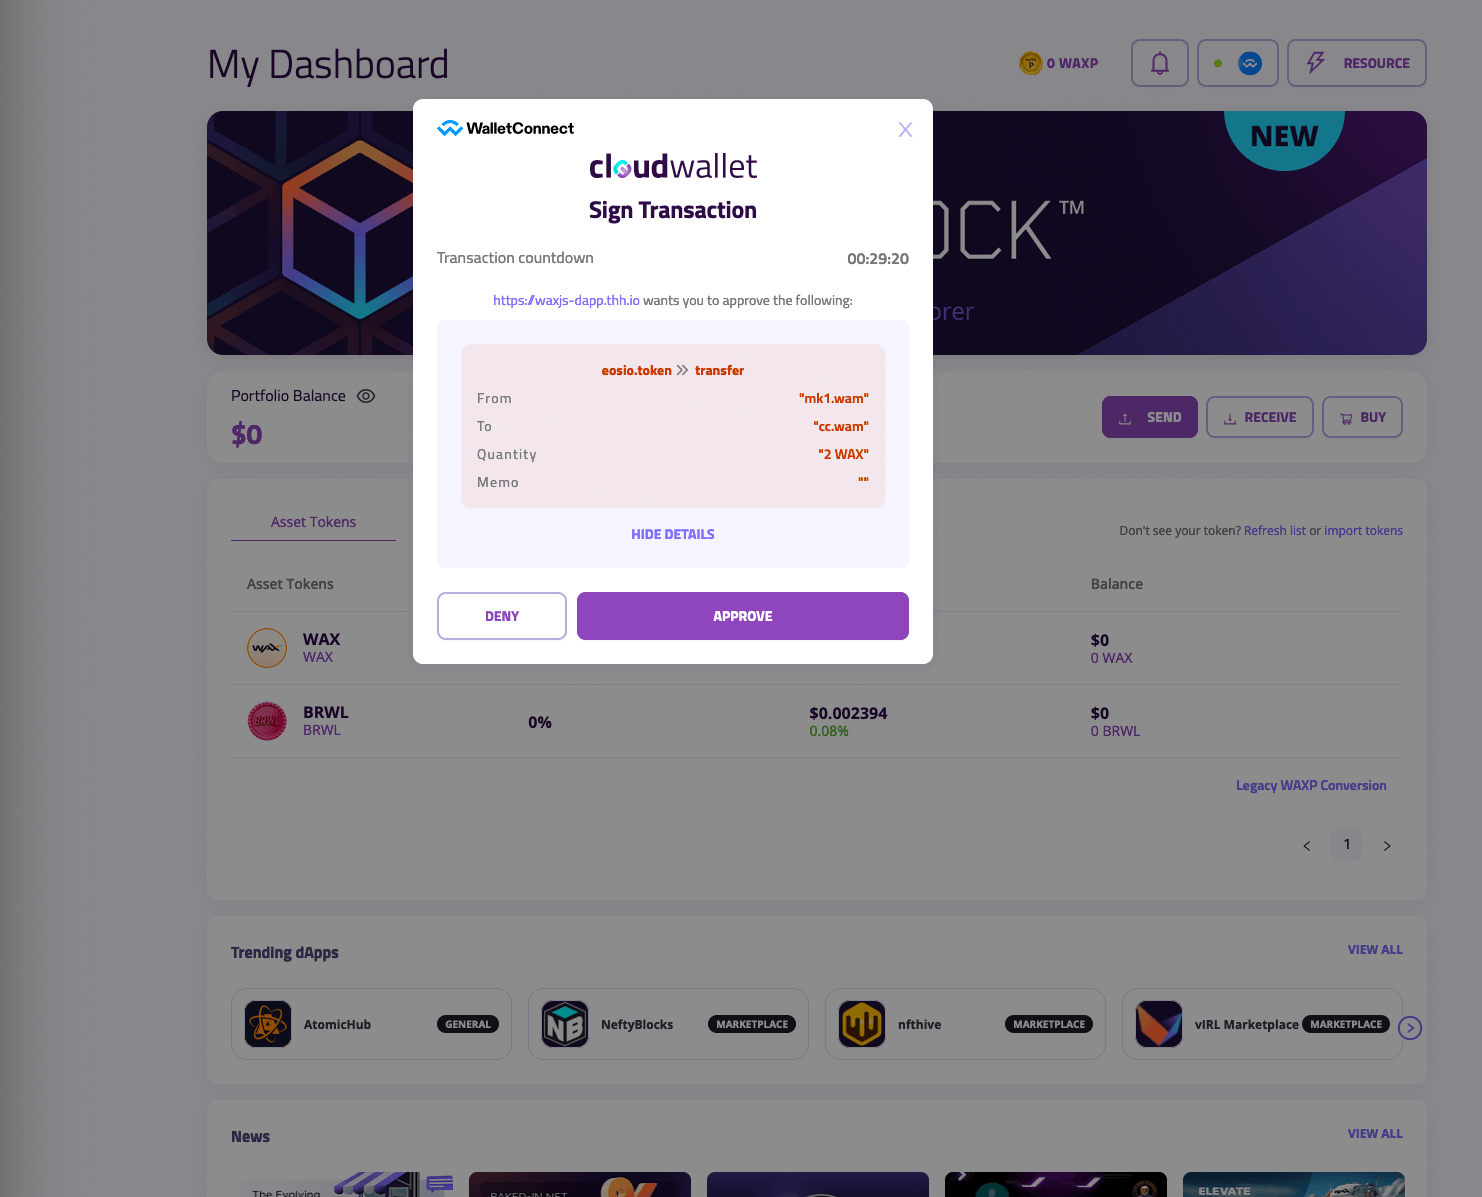 My Dashboard
0 WAXP
RESOURCE
WalletConnect
NEW
cloudwallet
Sign Transaction
OCK™
Transaction countdown
00:29:20
https://waxjs-dapp.thh.io wants you to approve the following:
orer
eosio.token transfer
From
"mk1.wam"
To
"cc.wam"
Quantity
"2 WAX"
Memo
""
HIDE DETAILS
DENY
APPROVE
Portfolio Balance
$0
SEND
RECEIVE
BUY
Asset Tokens
Don't see your token? Refresh list or import tokens
Asset Tokens
Balance
WAX
WAX
WAX
$0
0 WAX
BRWL
BRWL
BRWL
0%
$0.002394
0.08%
$0
0 BRWL
Legacy WAXP Conversion
< 1 >
Trending dApps
VIEW ALL
AtomicHub
GENERAL
NB
NeftyBlocks
MARKETPLACE
nfthive
MARKETPLACE
vIRL Marketplace
MARKETPLACE
News
VIEW ALL
The Evolving
BAKED-IN NFT
ELEVATE